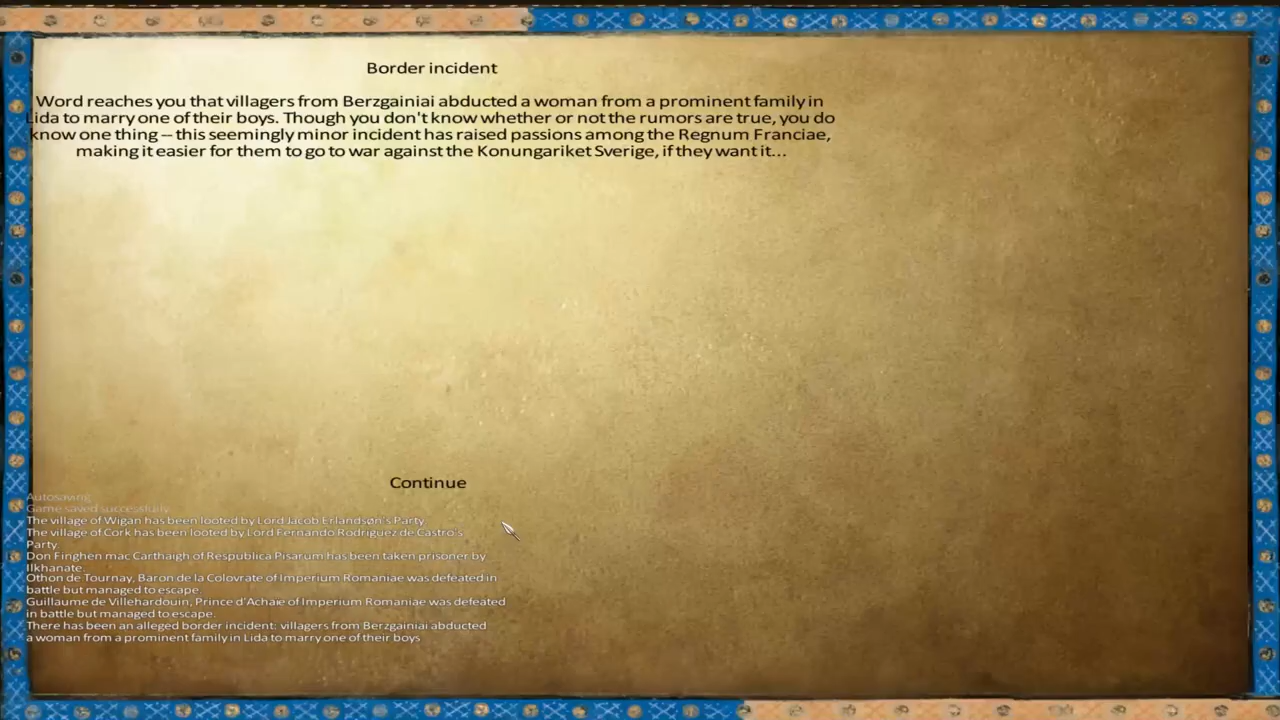 Border incident
Word reaches you that villagers from Berzgainiai abducted a woman from a prominent family in
Lida to marry one of their boys. Though you don't know whether or not the rumors are true, you do
know one thing -- this seemingly minor incident has raised passions among the Regnum Franciae,
making it easier for them to go to war against the Konungariket Sverige, if they want it...
Continue
Autosaving
Game saved successfully
The village of Wigan has been looted by Lord Jacob Erlandsøn's Party
The village of Cork has been looted by Lord Fernando Rodriguez de Castro's
Party.
Don Finghen mac Carthaigh of Respublica Pisarum has been taken prisoner by
Ilkhanate.
Othon de Tournay, Baron de la Colovrate of Imperium Romaniae was defeated in
battle but managed to escape.
Guillaume de Villehardouin, Prince d'Achaie of Imperium Romaniae was defeated
in battle but managed to escape.
There has been an alleged border incident: villagers from Berzgainiai abducted
a woman from a prominent family in Lida to marry one of their boys